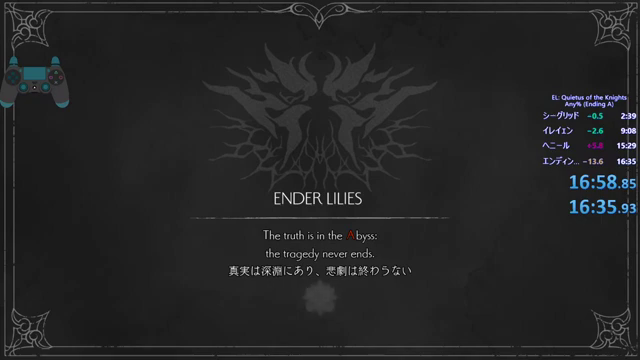 EL: Quietus of the Knights
Any% (Ending A)
シーグリッド -0.5 2:39
イレイェン -2.6 9:08
ヘニール +5.8 15:29
エンディン... -13.6 16:35
16:58.85
16:35.93
ENDER LILIES
The truth is in the Abyss:
the tragedy never ends.
真実は深淵にあり、悲劇は終わらない